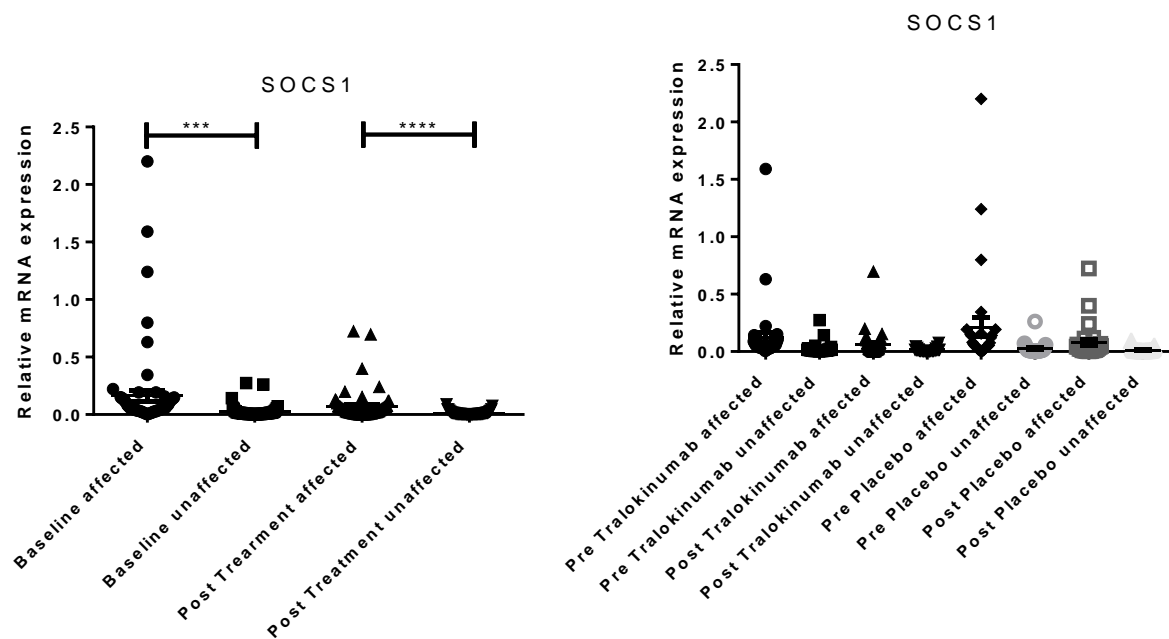 SOCS1
Relative mRNA expression
2.5
2.0
1.5
1.0
0.5
0.0
***
****
Baseline affected
Baseline unaffected
Post Trearment affected
Post Treatment unaffected
SOCS1
Relative mRNA expression
2.5
2.0
1.5
1.0
0.5
0.0
Pre Tralokinumab affected
Pre Tralokinumab unaffected
Post Tralokinumab affected
Post Tralokinumab unaffected
Pre Placebo affected
Pre Placebo unaffected
Post Placebo affected
Post Placebo unaffected